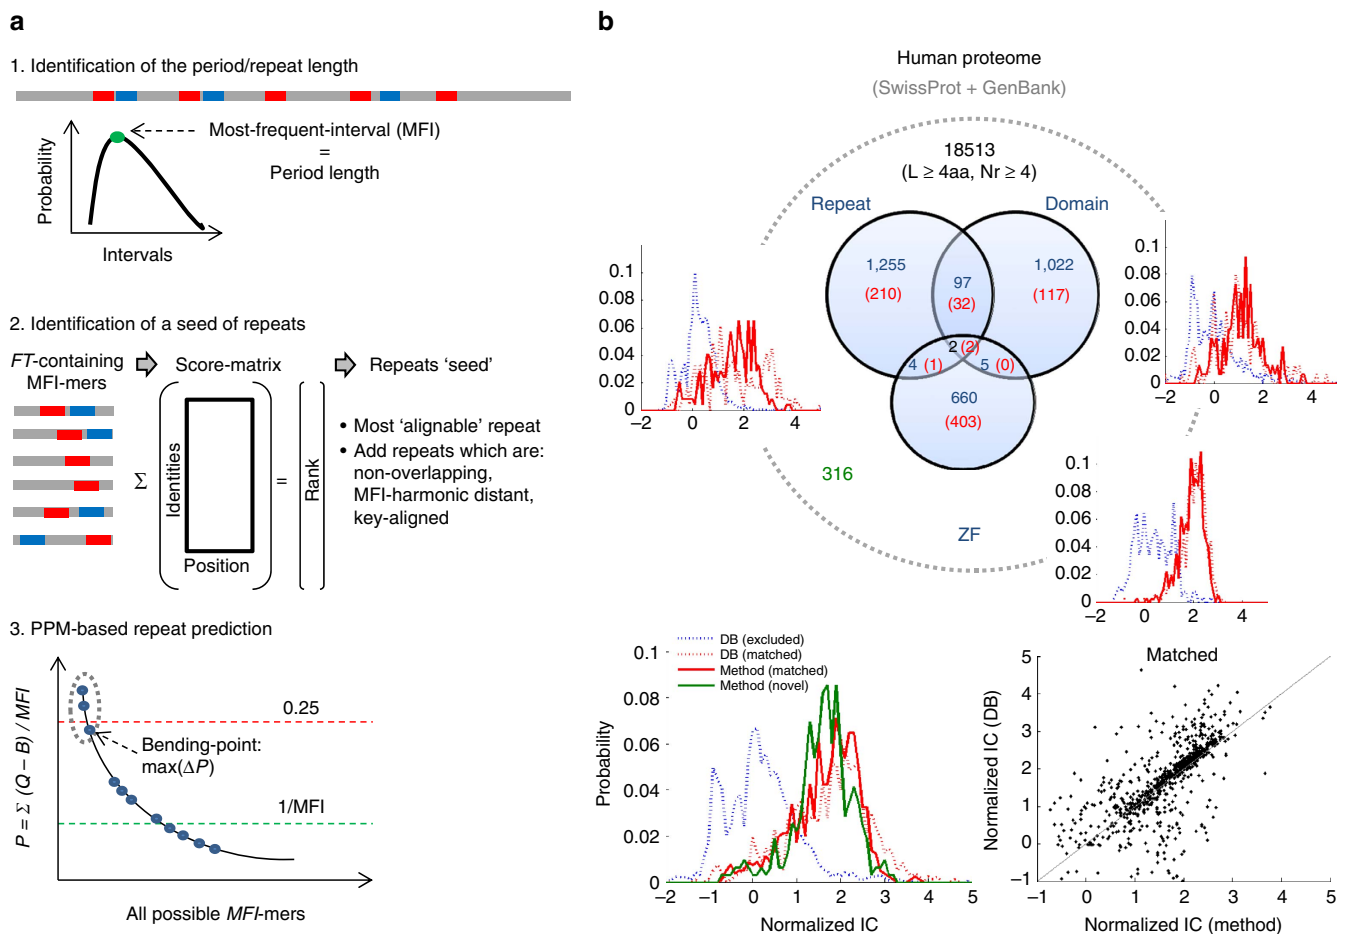 a
1. Identification of the period/repeat length
Probability
Most-frequent-interval (MFI)
=
Period length
Intervals
2. Identification of a seed of repeats
FT-containing
MFI-mers
Score-matrix
Repeats ‘seed’
Σ
Identities
Position
=
Rank
• Most ‘alignable’ repeat
• Add repeats which are:
non-overlapping,
MFI-harmonic distant,
key-aligned
3. PPM-based repeat prediction
P = Σ (Q – B) / MFI
0.25
Bending-point:
max(ΔP)
1/MFI
All possible MFI-mers
b
Human proteome
(SwissProt + GenBank)
18513
(L ≥ 4aa, Nr ≥ 4)
Repeat
Domain
1,255
(210)
97
(32)
1,022
(117)
2 (2)
4 (1)
5 (0)
660
(403)
316
ZF
0.1
0.08
0.06
0.04
0.02
0
–2 0 2 4
0.1
0.08
0.06
0.04
0.02
0
–2 0 2 4
0.1
0.08
0.06
0.04
0.02
0
–2 0 2 4
DB (excluded)
DB (matched)
Method (matched)
Method (novel)
Probability
0.1
0.08
0.06
0.04
0.02
0
–2 –1 0 1 2 3 4 5
Normalized IC
Matched
Normalized IC (DB)
5
4
3
2
1
0
–1
–1 0 1 2 3 4 5
Normalized IC (method)